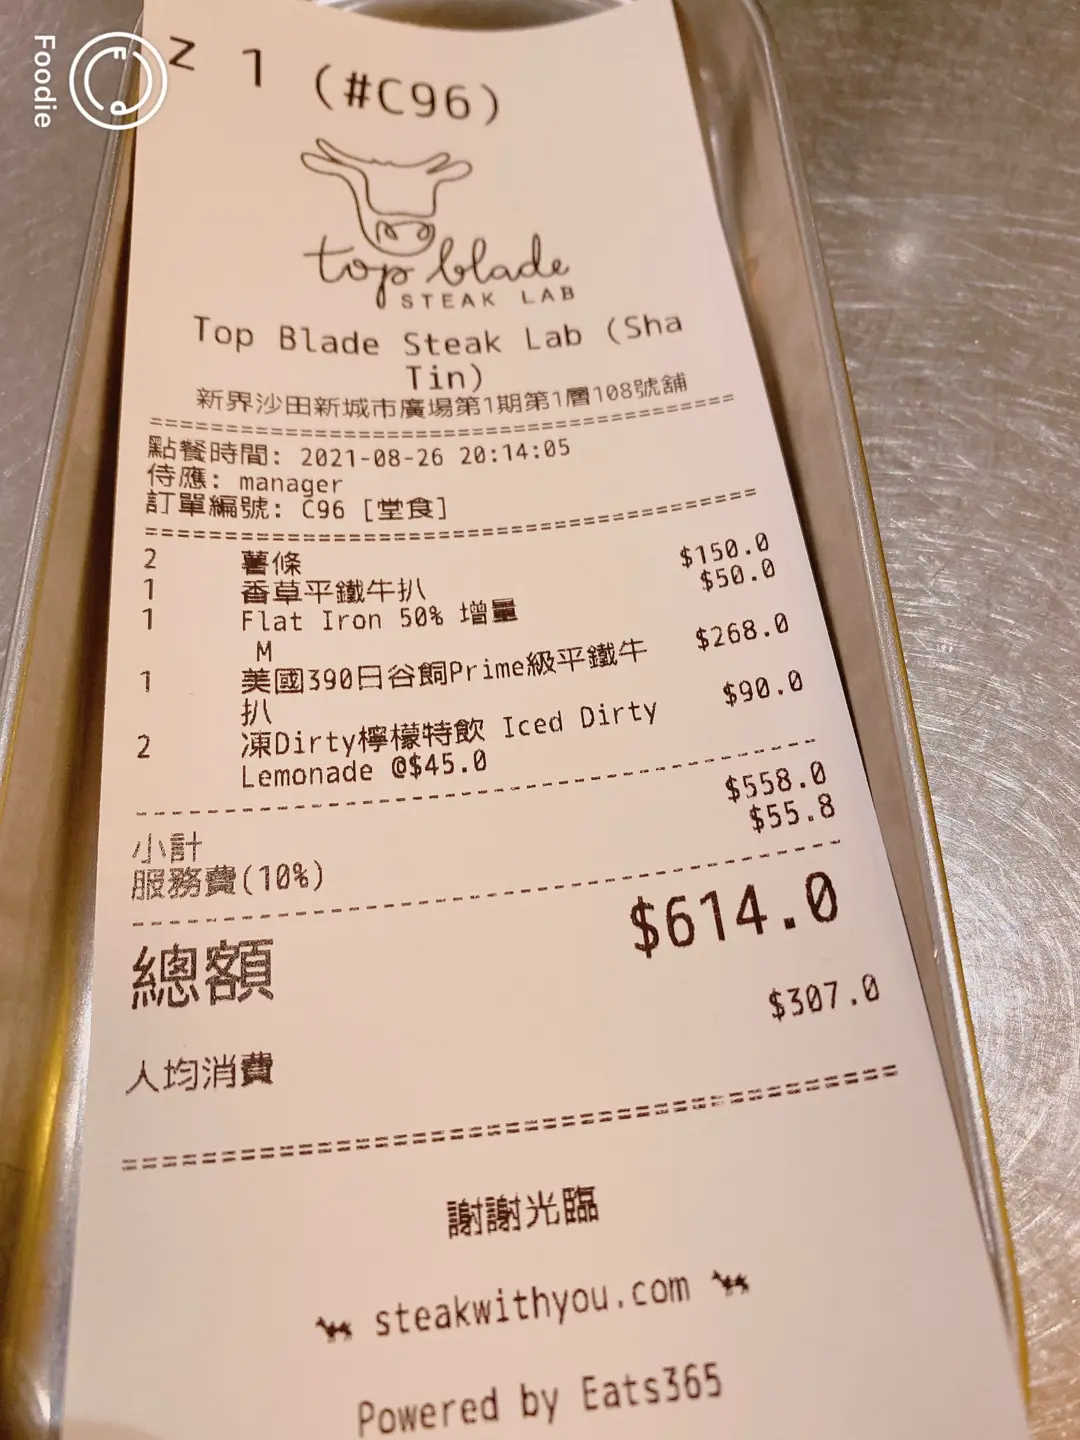 Foodie
Z 1 (#C96)
top blade
STEAK LAB
Top Blade Steak Lab (Sha
Tin)
新界沙田新城市廣場第1期第1層108號舖
點餐時間: 2021-08-26 20:14:05
侍應: manager
訂單編號: C96 [堂食]
2 薯條
1 香草平鐵牛扒 $150.0
1 Flat Iron 50% 增量 $50.0
M
1 美國390日谷飼Prime級平鐵牛 $268.0
扒
2 凍Dirty檸檬特飲 Iced Dirty $90.0
Lemonade @$45.0
小計 $558.0
服務費(10%) $55.8
總額 $614.0
人均消費 $307.0
謝謝光臨
steakwithyou.com
Powered by Eats365